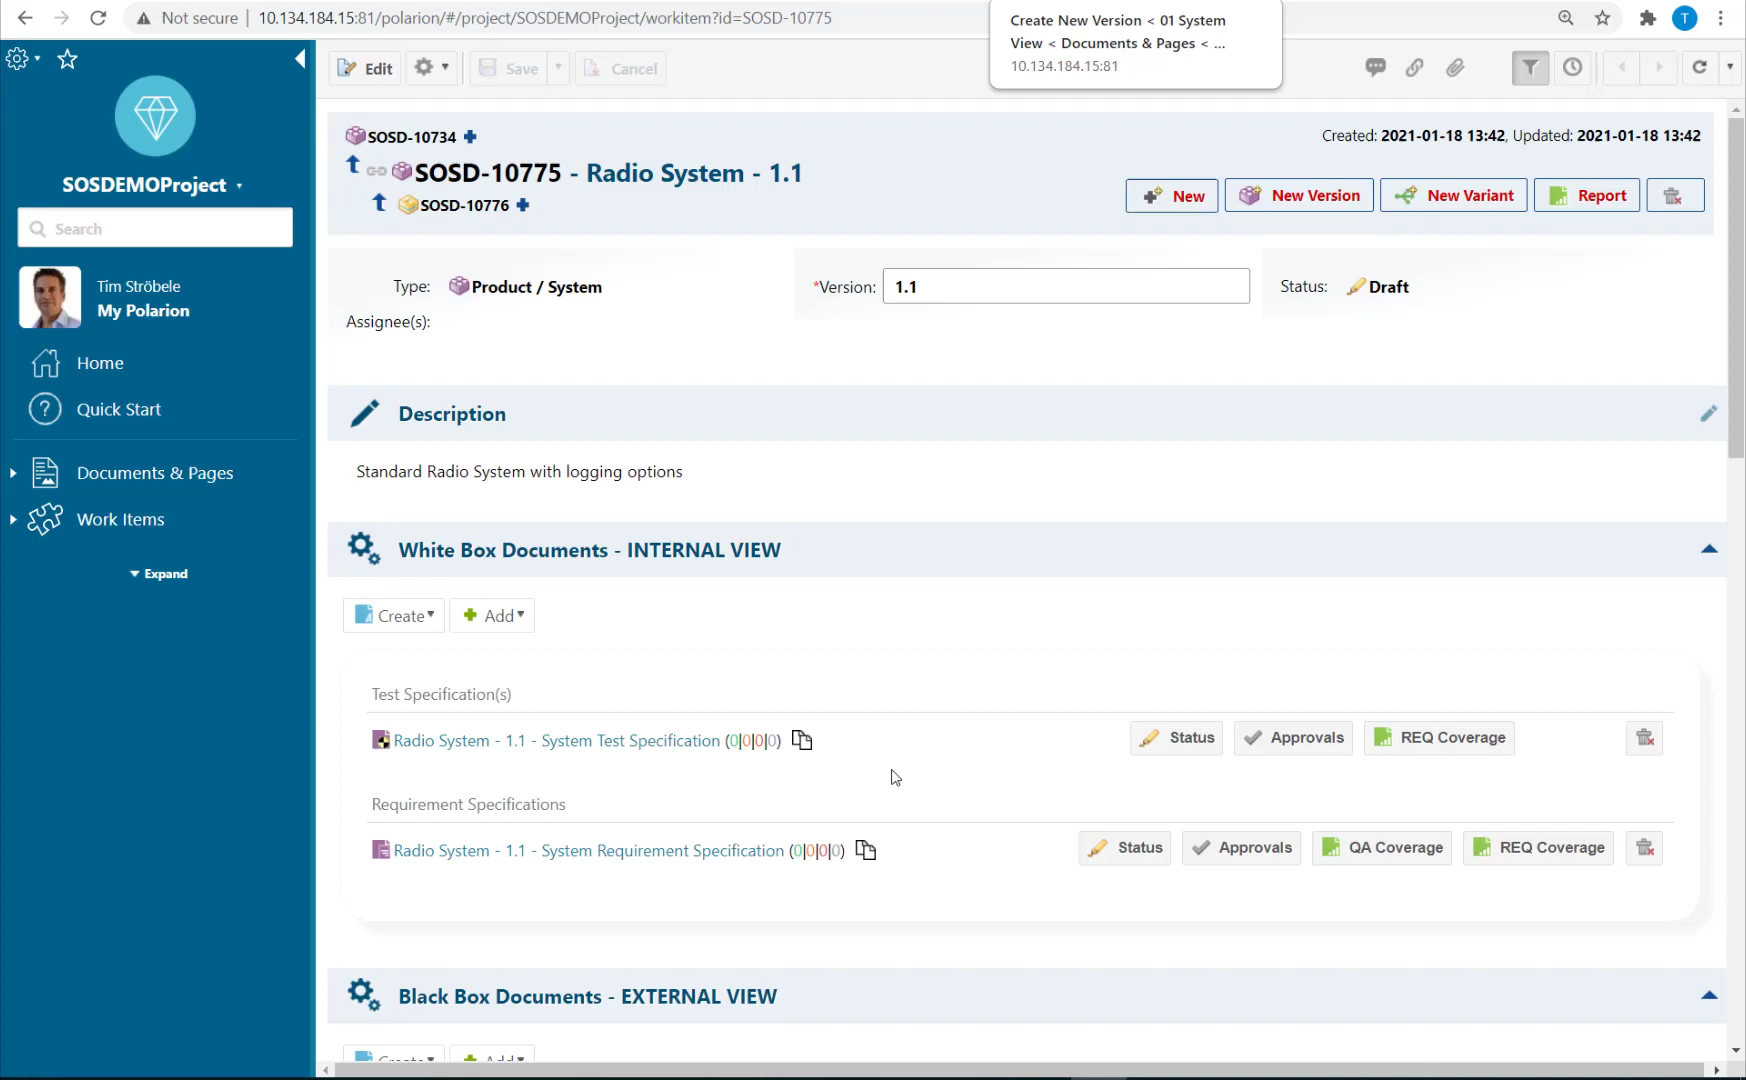 Not secure
10.134.184.15:81/polarion/#/project/SOSDEMOProject/workitem?id=SOSD-10775
Create New Version < 01 System
View < Documents & Pages < ...
10.134.184.15:81
T
Edit
Save
Cancel
SOSDEMOProject
Search
Tim Ströbele
My Polarion
Home
Quick Start
Documents & Pages
Work Items
Expand
SOSD-10734
Created: 2021-01-18 13:42, Updated: 2021-01-18 13:42
SOSD-10775 - Radio System - 1.1
SOSD-10776
New
New Version
New Variant
Report
Type: Product / System
*Version: 1.1
Status: Draft
Assignee(s):
Description
Standard Radio System with logging options
White Box Documents - INTERNAL VIEW
Create
Add
Test Specification(s)
Radio System - 1.1 - System Test Specification (0|0|0|0)
Status
Approvals
REQ Coverage
Requirement Specifications
Radio System - 1.1 - System Requirement Specification (0|0|0|0)
Status
Approvals
QA Coverage
REQ Coverage
Black Box Documents - EXTERNAL VIEW
Create
Add